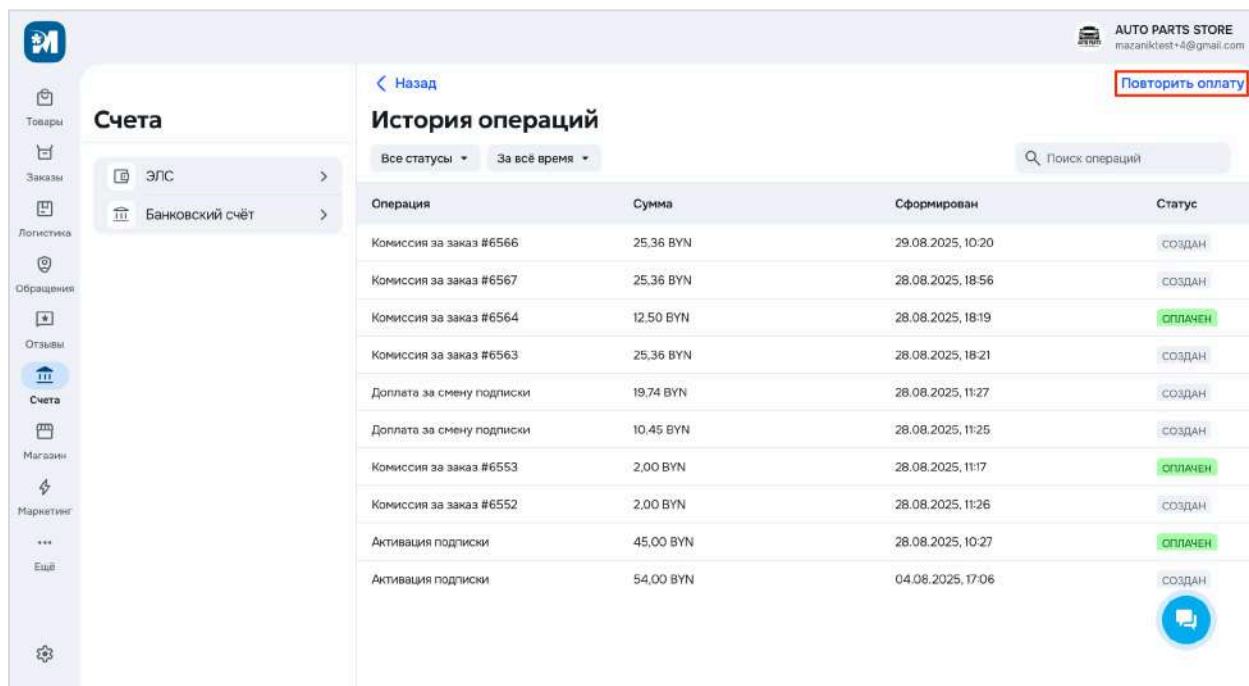 AUTO PARTS STORE
mazaniktest+4@gmail.com
Товары
Заказы
Логистика
Обращения
Отзывы
Счета
Магазин
Маркетинг
Ещё
Счета
ЭЛС
Банковский счёт
Назад
Повторить оплату
История операций
Все статусы
За всё время
Поиск операций
Операция Сумма Сформирован Статус
Комиссия за заказ #6566 25,36 BYN 29.08.2025, 10:20 СОЗДАН
Комиссия за заказ #6567 25,36 BYN 28.08.2025, 18:56 СОЗДАН
Комиссия за заказ #6564 12,50 BYN 28.08.2025, 18:19 ОПЛАЧЕН
Комиссия за заказ #6563 25,36 BYN 28.08.2025, 18:21 СОЗДАН
Доплата за смену подписки 19,74 BYN 28.08.2025, 11:27 СОЗДАН
Доплата за смену подписки 10,45 BYN 28.08.2025, 11:25 СОЗДАН
Комиссия за заказ #6553 2,00 BYN 28.08.2025, 11:17 ОПЛАЧЕН
Комиссия за заказ #6552 2,00 BYN 28.08.2025, 11:26 СОЗДАН
Активация подписки 45,00 BYN 28.08.2025, 10:27 ОПЛАЧЕН
Активация подписки 54,00 BYN 04.08.2025, 17:06 СОЗДАН